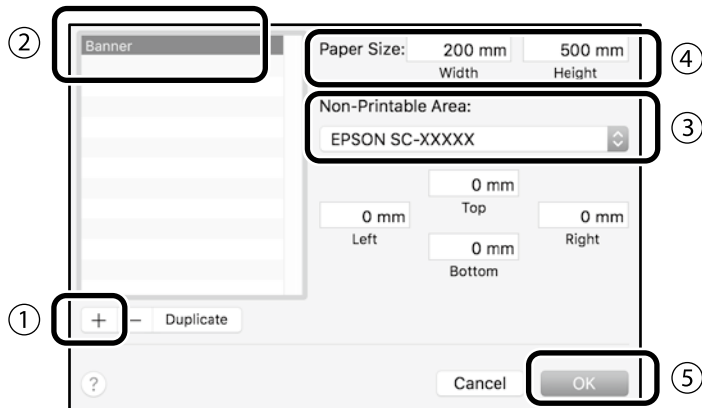 ②
Banner
Paper Size: 200 mm 500 mm
Width Height
④
Non-Printable Area:
EPSON SC-XXXXX
③
0 mm
Top
0 mm 0 mm
Left Right
0 mm
Bottom
①
+ − Duplicate
? Cancel OK
⑤